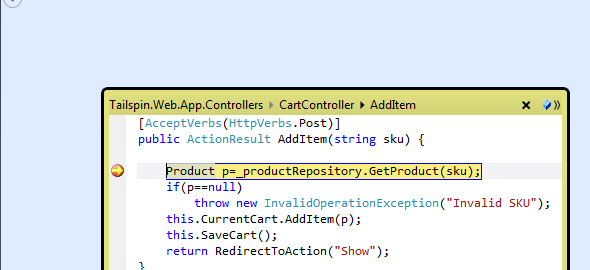 Tailspin.Web.App.Controllers ▸ CartController ▸ AddItem
[AcceptVerbs(HttpVerbs.Post)]
public ActionResult AddItem(string sku) {
Product p=_productRepository.GetProduct(sku);
if(p==null)
throw new InvalidOperationException("Invalid SKU");
this.CurrentCart.AddItem(p);
this.SaveCart();
return RedirectToAction("Show");
}